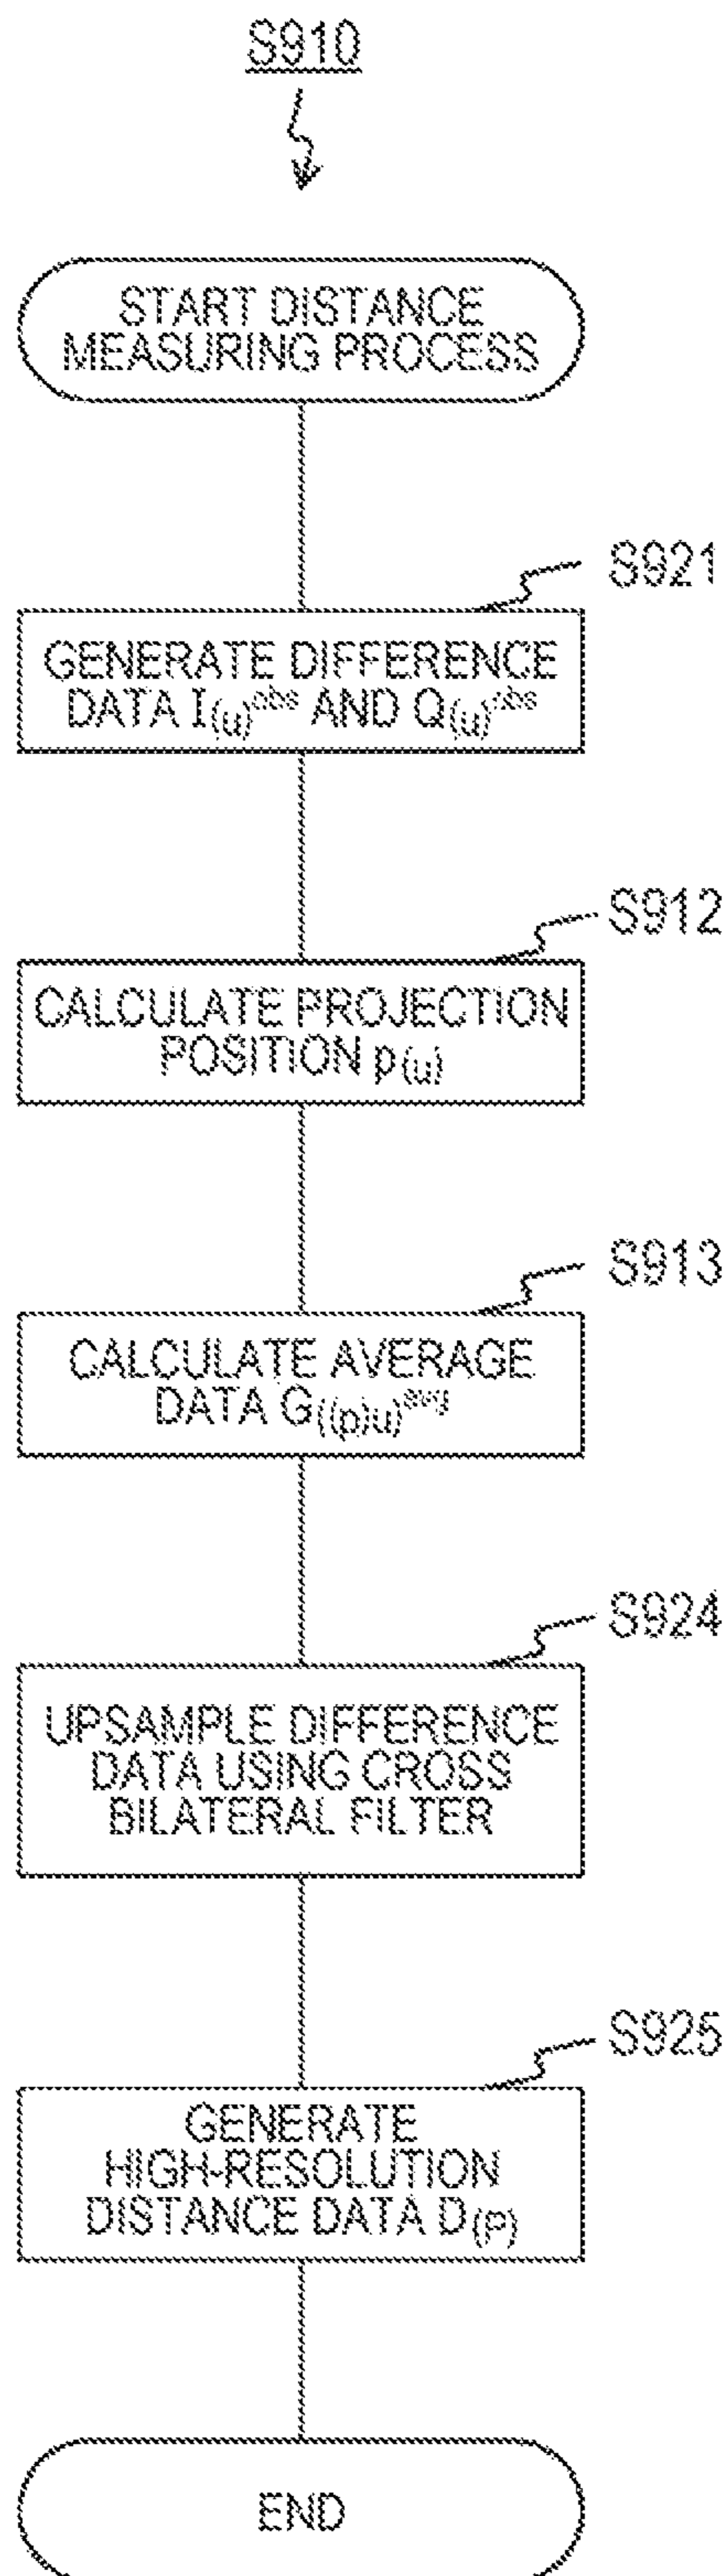 S910
START DISTANCE
MEASURING PROCESS
S921
GENERATE DIFFERENCE
DATA I(u)obs AND Q(u)obs
S912
CALCULATE PROJECTION
POSITION p(u)
S913
CALCULATE AVERAGE
DATA G((p)u)avg
S924
UPSAMPLE DIFFERENCE
DATA USING CROSS
BILATERAL FILTER
S925
GENERATE
HIGH-RESOLUTION
DISTANCE DATA D(P)
END